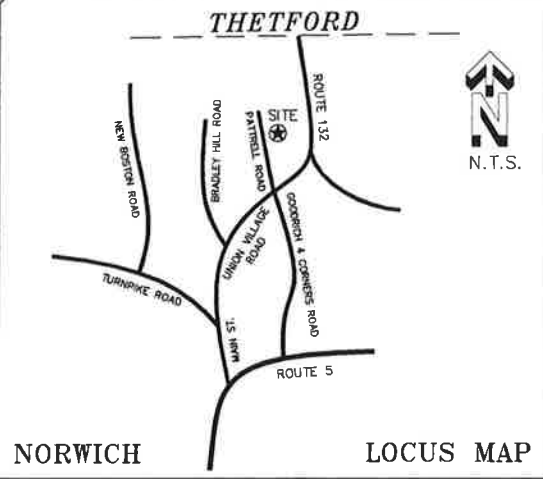 THETFORD
ROUTE 132
N
N.T.S.
SITE
PATTRELL ROAD
BRADLEY HILL ROAD
NEW BOSTON ROAD
UNION VILLAGE
ROAD
GOODRICH 4 CORNERS ROAD
TURNPIKE ROAD
MAIN ST.
ROUTE 5
NORWICH
LOCUS MAP